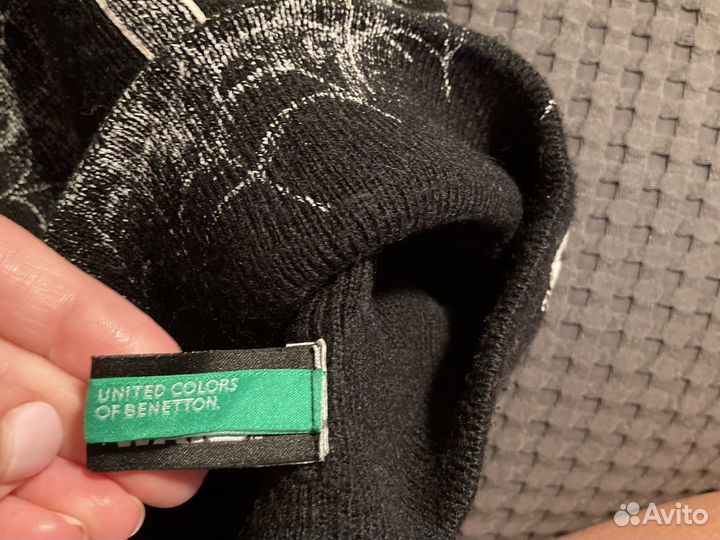 UNITED COLORS
OF BENETTON.
Avito